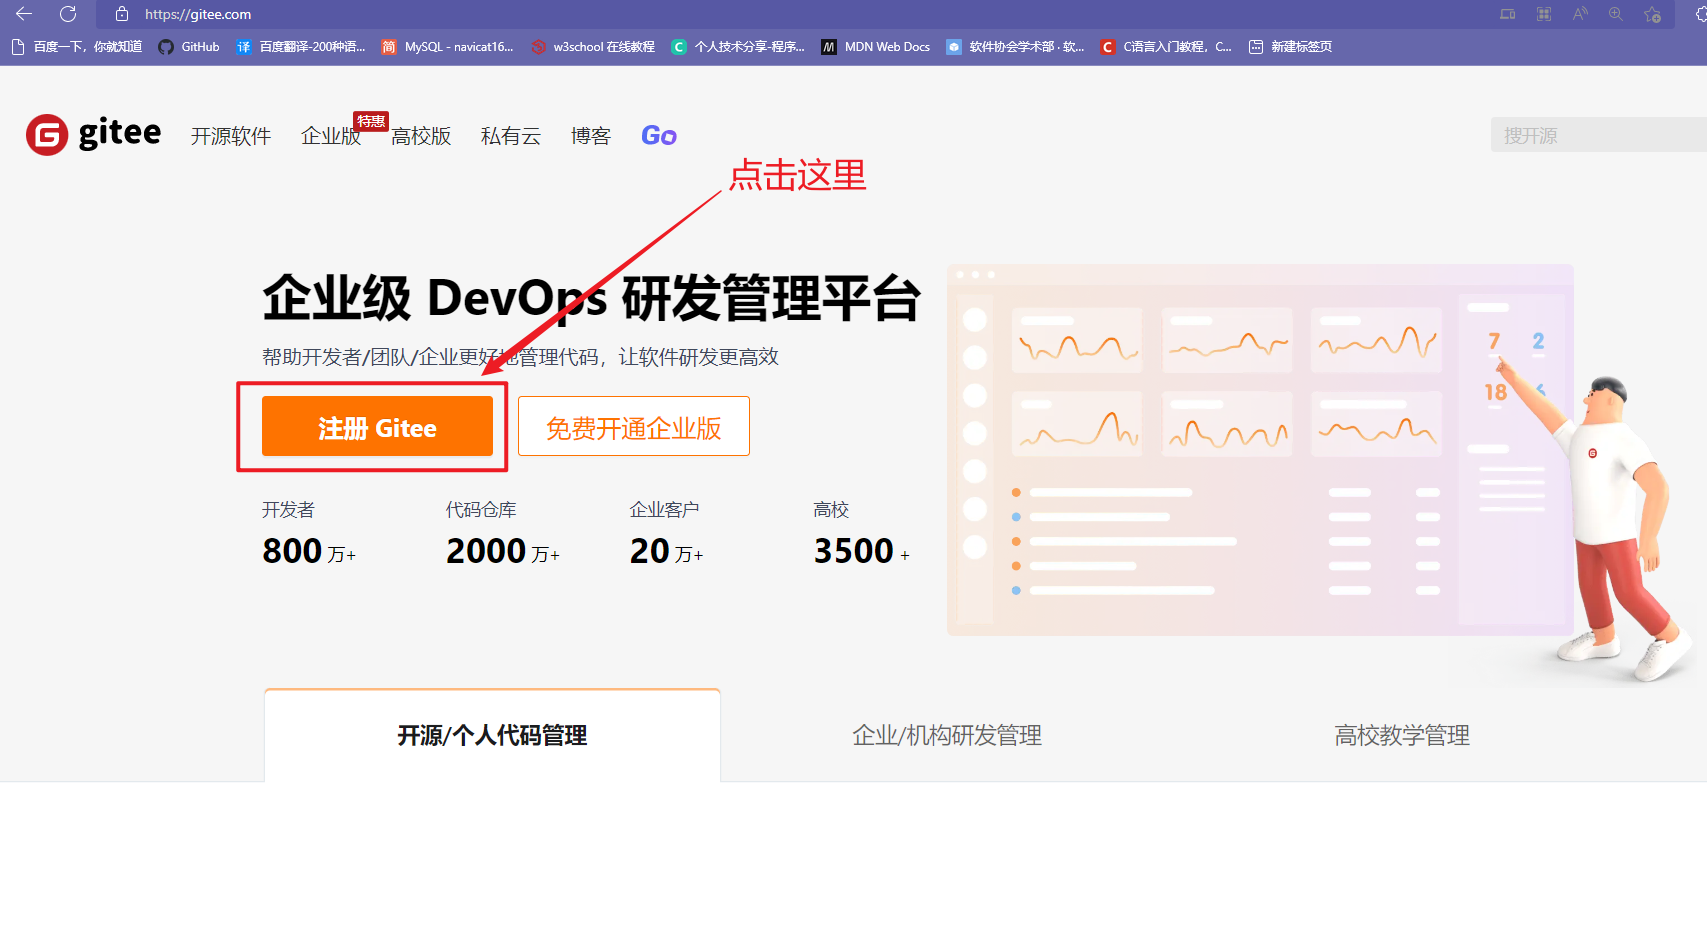 https://gitee.com
百度一下，你就知道 GitHub 译 百度翻译-200种语... 简 MySQL - navicat16... w3school 在线教程 C 个人技术分享-程序... M MDN Web Docs 软件协会学术部 · 软... C C语言入门教程，C... 新建标签页
G gitee 开源软件 企业版 特惠 高校版 私有云 博客 Go 搜开源
点击这里
企业级 DevOps 研发管理平台
帮助开发者/团队/企业更好地管理代码，让软件研发更高效
注册 Gitee 免费开通企业版
开发者 代码仓库 企业客户 高校
800 万+ 2000 万+ 20 万+ 3500 +
7 2
18
开源/个人代码管理 企业/机构研发管理 高校教学管理